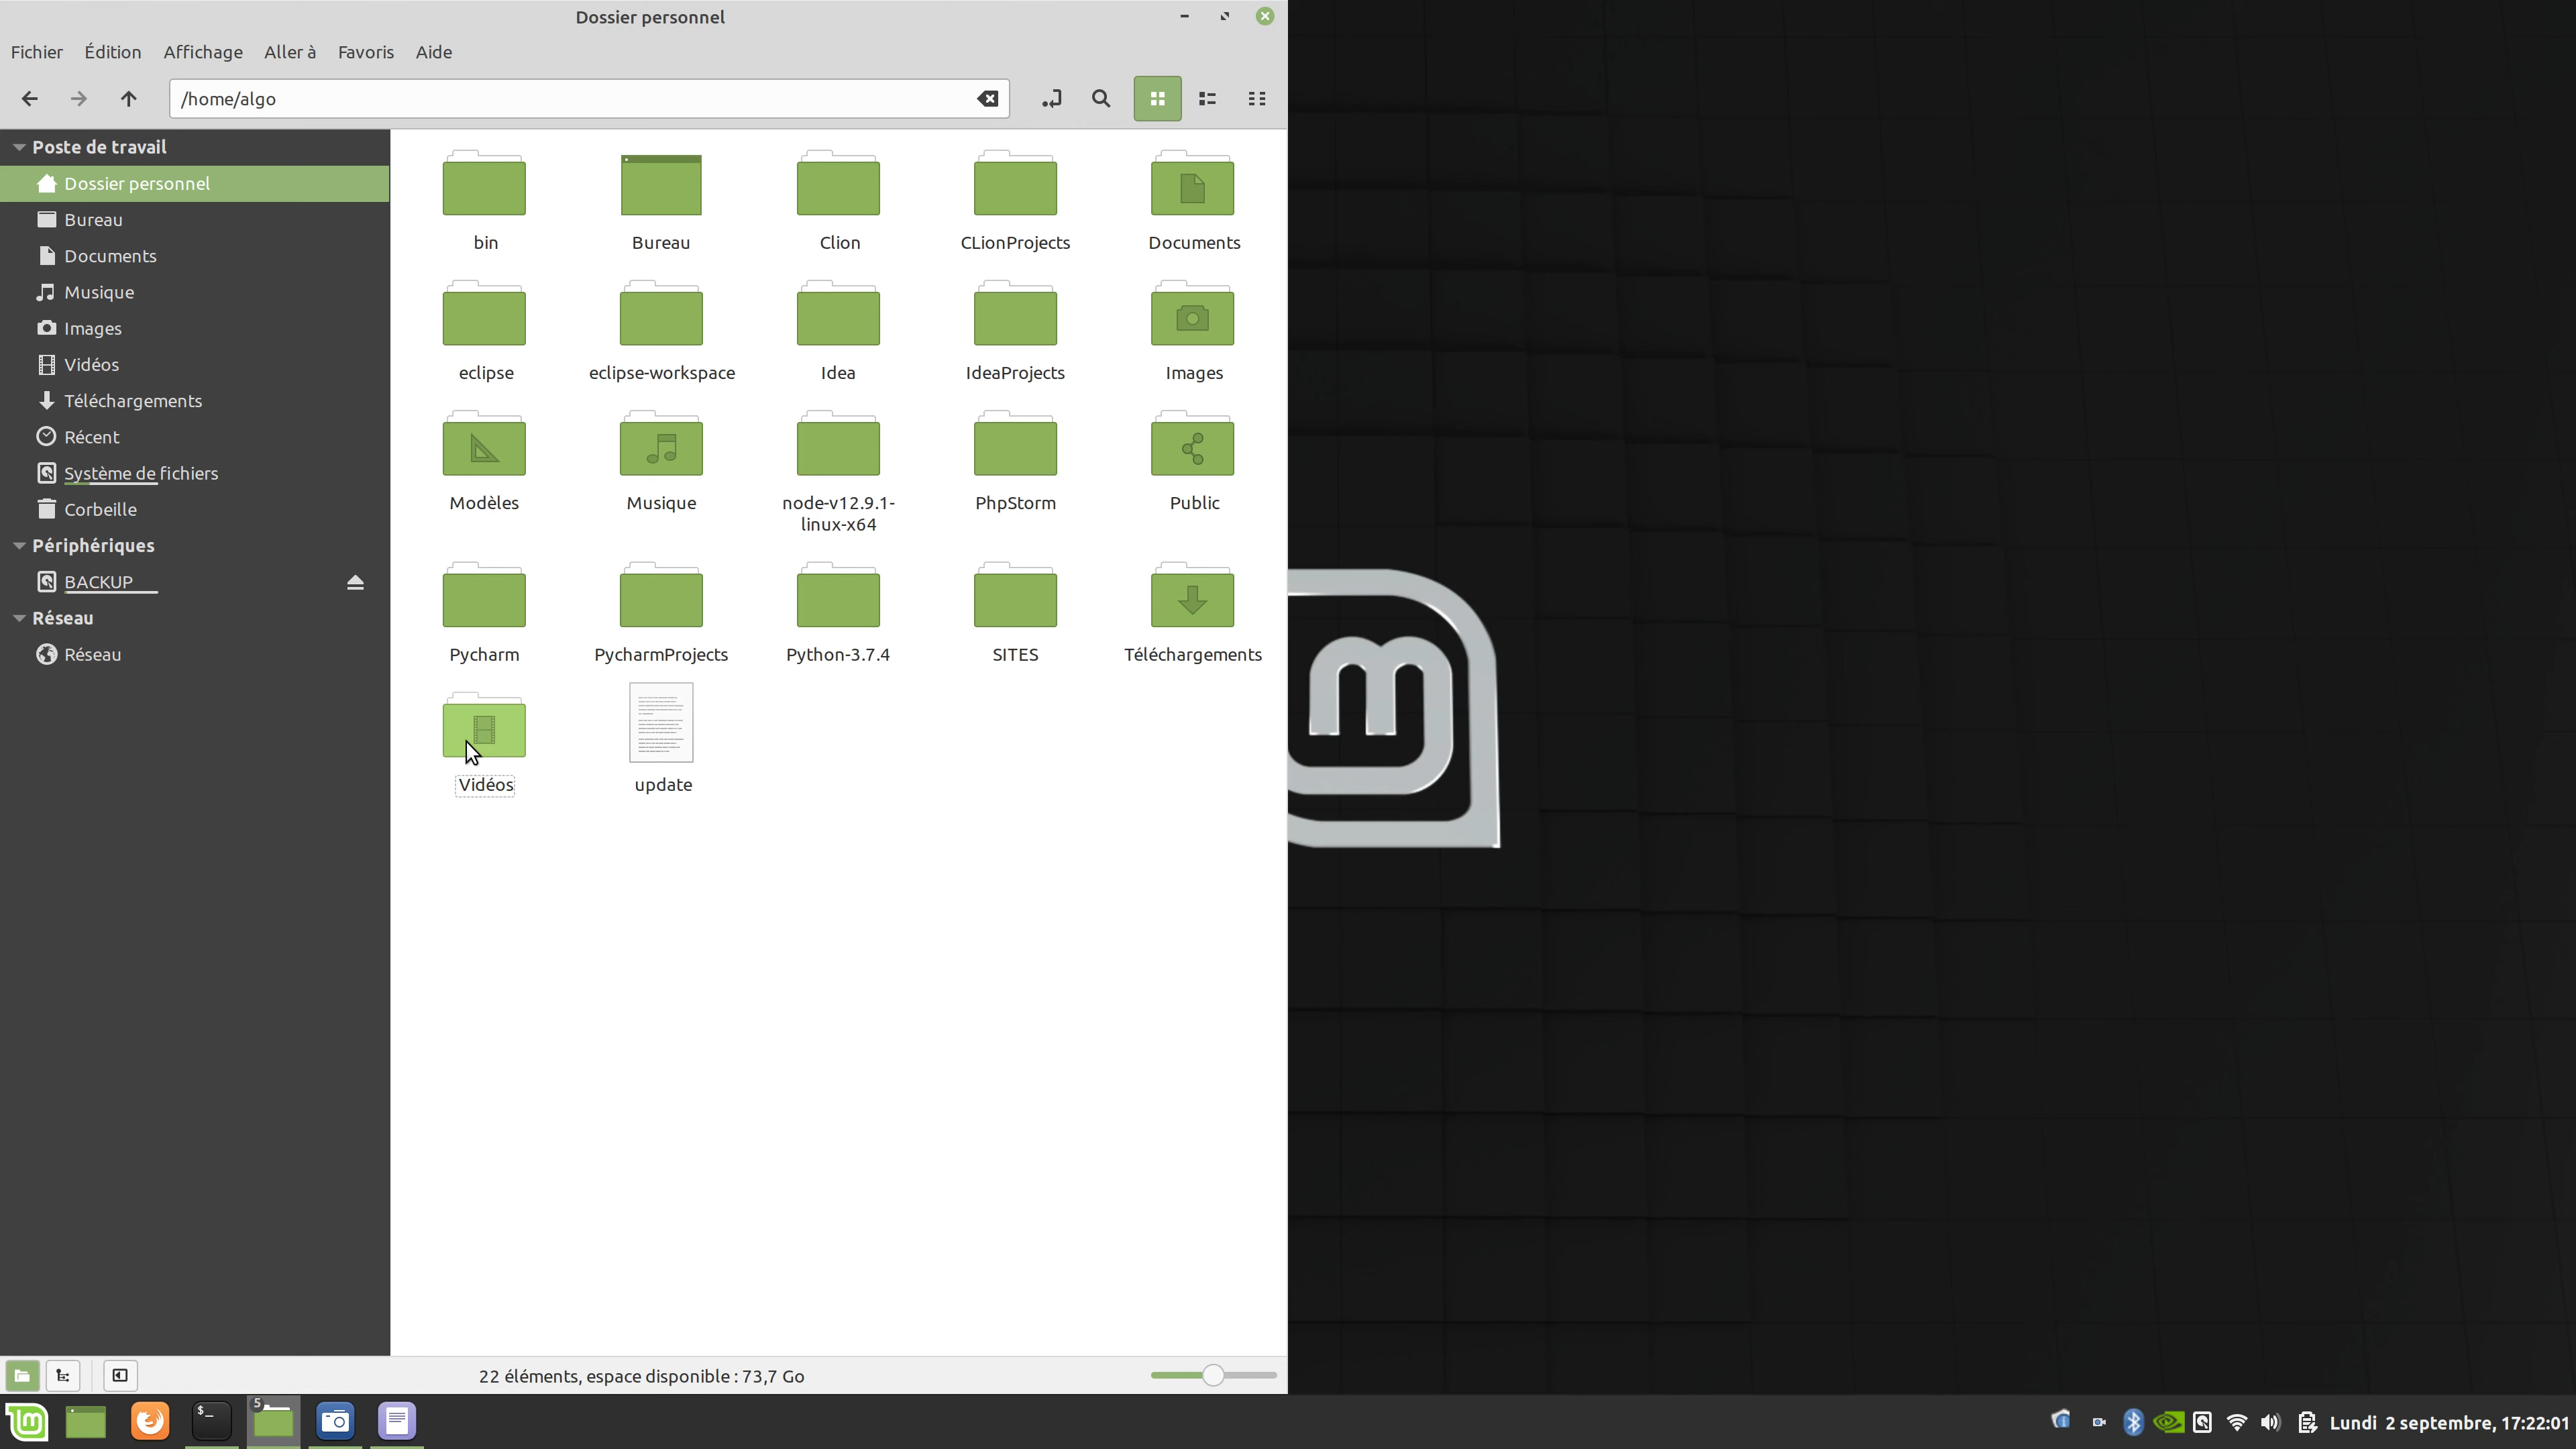 Dossier personnel
Fichier Édition Affichage Aller à Favoris Aide
/home/algo
Poste de travail
Dossier personnel
Bureau
Documents
Musique
Images
Vidéos
Téléchargements
Récent
Système de fichiers
Corbeille
Périphériques
BACKUP
Réseau
Réseau
bin Bureau Clion CLionProjects Documents
eclipse eclipse-workspace Idea IdeaProjects Images
Modèles Musique node-v12.9.1-linux-x64 PhpStorm Public
Pycharm PycharmProjects Python-3.7.4 SITES Téléchargements
Vidéos update
22 éléments, espace disponible : 73,7 Go
$_
5
Lundi 2 septembre, 17:22:01